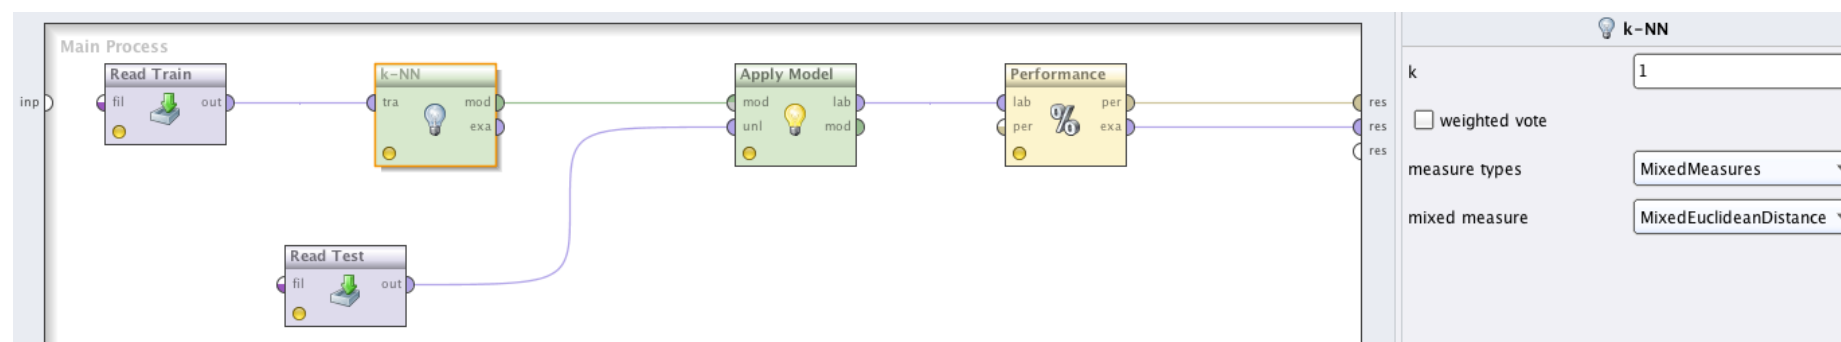 Main Process
Read Train
fil
out
inp
k-NN
tra
mod
exa
Apply Model
mod
lab
unl
mod
Performance
%
lab
per
per
exa
res
res
res
Read Test
fil
out
k-NN
k
1
weighted vote
measure types
MixedMeasures
mixed measure
MixedEuclideanDistance